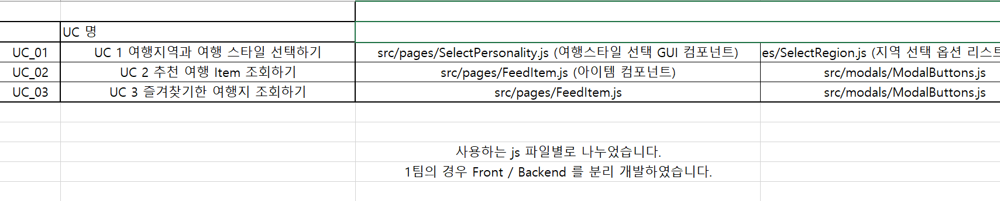 UC 명
UC_01 UC 1 여행지역과 여행 스타일 선택하기 src/pages/SelectPersonality.js (여행스타일 선택 GUI 컴포넌트) es/SelectRegion.js (지역 선택 옵션 리스트
UC_02 UC 2 추천 여행 Item 조회하기 src/pages/FeedItem.js (아이템 컴포넌트) src/modals/ModalButtons.js
UC_03 UC 3 즐겨찾기한 여행지 조회하기 src/pages/FeedItem.js src/modals/ModalButtons.js
사용하는 js 파일별로 나누었습니다.
1팀의 경우 Front / Backend 를 분리 개발하였습니다.